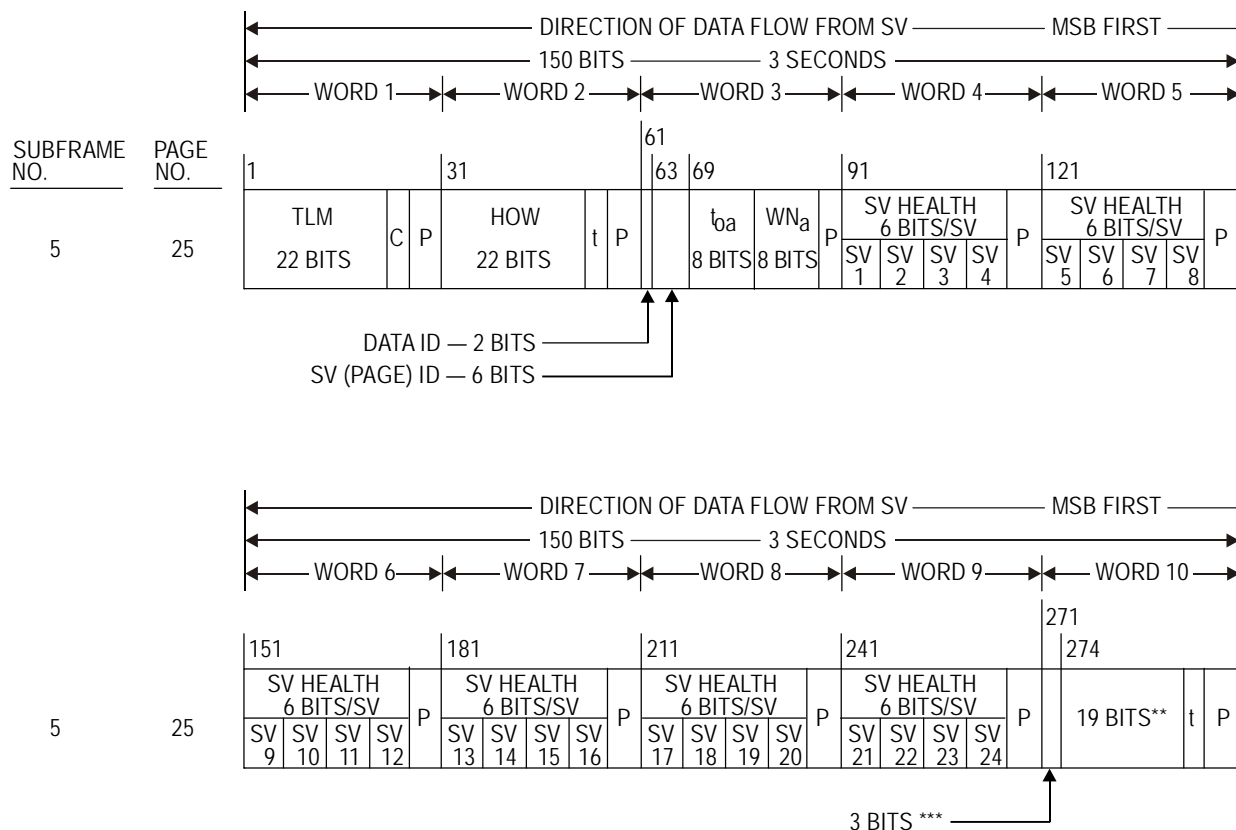 DIRECTION OF DATA FLOW FROM SV MSB FIRST
150 BITS 3 SECONDS
WORD 1 WORD 2 WORD 3 WORD 4 WORD 5
SUBFRAME NO. PAGE NO.
61
1 31 63 69 91 121
5 25
TLM 22 BITS C P
HOW 22 BITS t P
toa 8 BITS WNa 8 BITS P
SV HEALTH 6 BITS/SV P
SV 1 SV 2 SV 3 SV 4
SV HEALTH 6 BITS/SV P
SV 5 SV 6 SV 7 SV 8
DATA ID — 2 BITS
SV (PAGE) ID — 6 BITS
DIRECTION OF DATA FLOW FROM SV MSB FIRST
150 BITS 3 SECONDS
WORD 6 WORD 7 WORD 8 WORD 9 WORD 10
271
151 181 211 241 274
5 25
SV HEALTH 6 BITS/SV P
SV 9 SV 10 SV 11 SV 12
SV HEALTH 6 BITS/SV P
SV 13 SV 14 SV 15 SV 16
SV HEALTH 6 BITS/SV P
SV 17 SV 18 SV 19 SV 20
SV HEALTH 6 BITS/SV P
SV 21 SV 22 SV 23 SV 24
19 BITS** t P
3 BITS ***